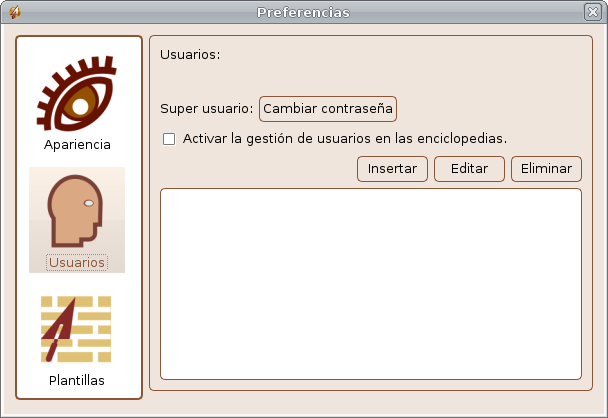 Preferencias
Apariencia
Usuarios
Plantillas
Usuarios:
Super usuario: Cambiar contraseña
Activar la gestión de usuarios en las enciclopedias.
Insertar Editar Eliminar